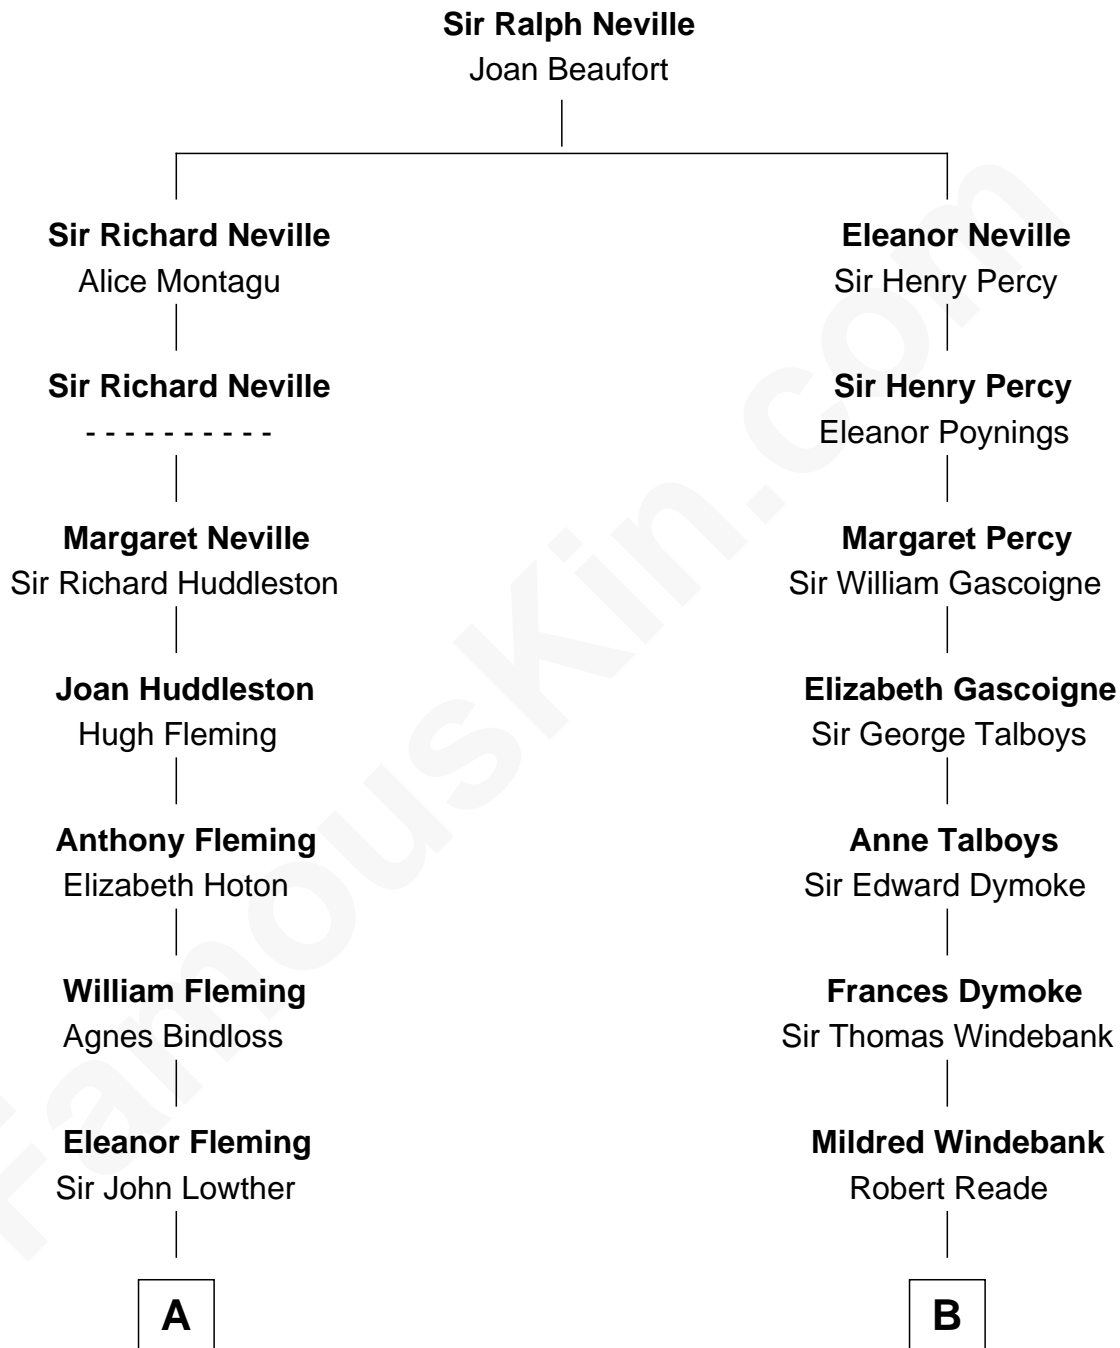 Sir Ralph Neville
Joan Beaufort
Sir Richard Neville
Alice Montagu
Sir Richard Neville
- - - - - - - - - -
Margaret Neville
Sir Richard Huddleston
Joan Huddleston
Hugh Fleming
Anthony Fleming
Elizabeth Hoton
William Fleming
Agnes Bindloss
Eleanor Fleming
Sir John Lowther
A
Eleanor Neville
Sir Henry Percy
Sir Henry Percy
Eleanor Poynings
Margaret Percy
Sir William Gascoigne
Elizabeth Gascoigne
Sir George Talboys
Anne Talboys
Sir Edward Dymoke
Frances Dymoke
Sir Thomas Windebank
Mildred Windebank
Robert Reade
B
FamousKin.com